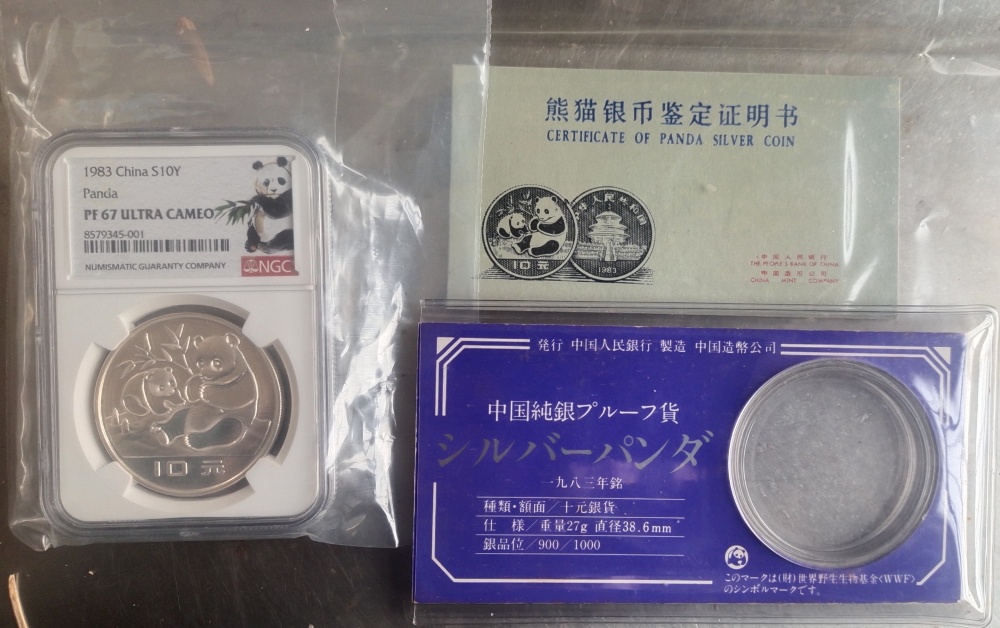 1983 China S10Y
Panda
PF 67 ULTRA CAMEO
8579345-001
NUMISMATIC GUARANTY COMPANY
NGC
10元
熊猫银币鉴定证明书
CERTIFICATE OF PANDA SILVER COIN
10元
中华人民共和国
1983
中国人民银行
THE PEOPLE'S BANK OF CHINA
中国造币公司
CHINA MINT COMPANY
発行 中国人民銀行 製造 中国造幣公司
中国純銀プルーフ貨
シルバーパンダ
一九八三年銘
種類・額面/十元銀貨
仕様/重量27g 直径38.6mm
銀品位/900/1000
このマークは(財)世界野生生物基金<WWF>
のシンボルマークです。